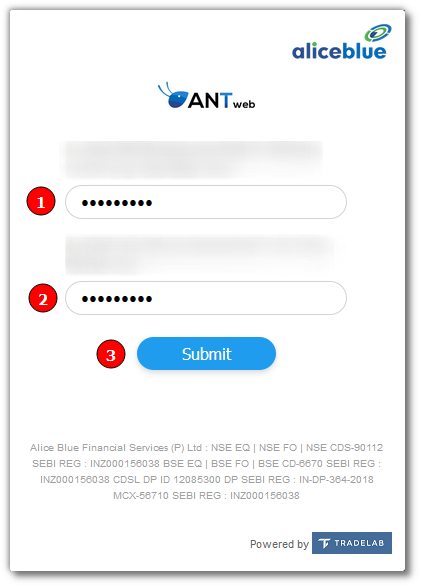 aliceblue
ANT web
1
•••••••••
2
•••••••••
3 Submit
Alice Blue Financial Services (P) Ltd : NSE EQ | NSE FO | NSE CDS-90112
SEBI REG : INZ000156038 BSE EQ | BSE FO | BSE CD-6670 SEBI REG :
INZ000156038 CDSL DP ID 12085300 DP SEBI REG : IN-DP-364-2018
MCX-56710 SEBI REG : INZ000156038
Powered by TRADELAB